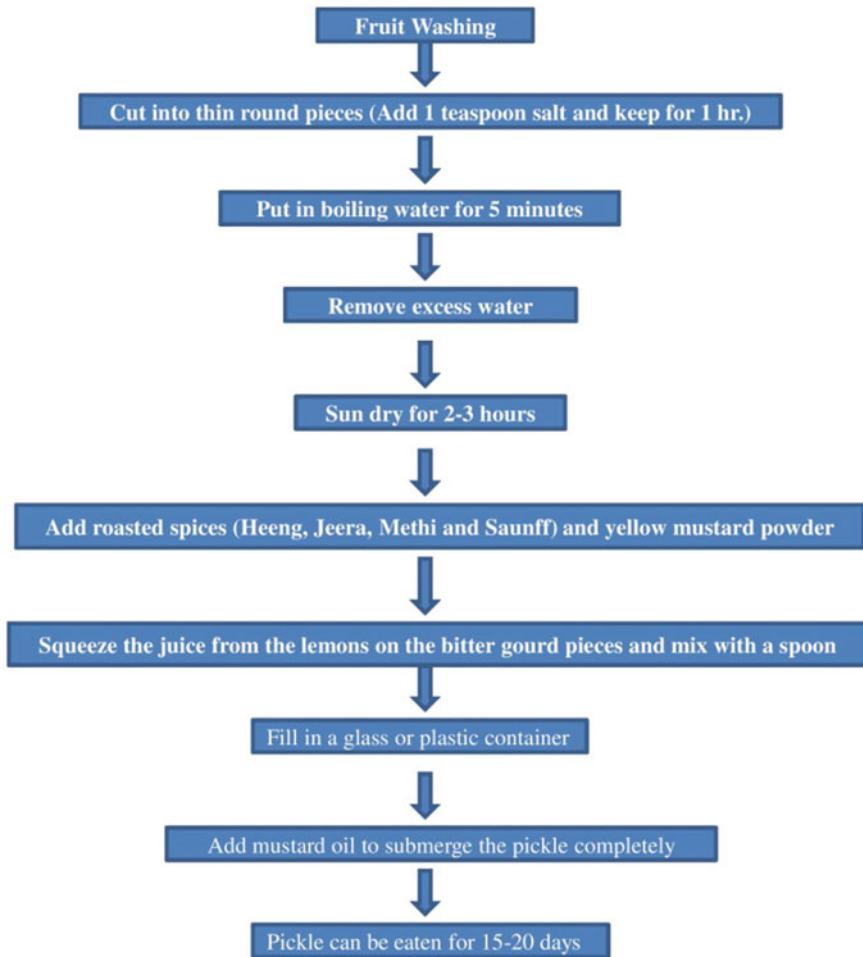 Fruit Washing
Cut into thin round pieces (Add 1 teaspoon salt and keep for 1 hr.)
Put in boiling water for 5 minutes
Remove excess water
Sun dry for 2-3 hours
Add roasted spices (Heeng, Jeera, Methi and Saunff) and yellow mustard powder
Squeeze the juice from the lemons on the bitter gourd pieces and mix with a spoon
Fill in a glass or plastic container
Add mustard oil to submerge the pickle completely
Pickle can be eaten for 15-20 days